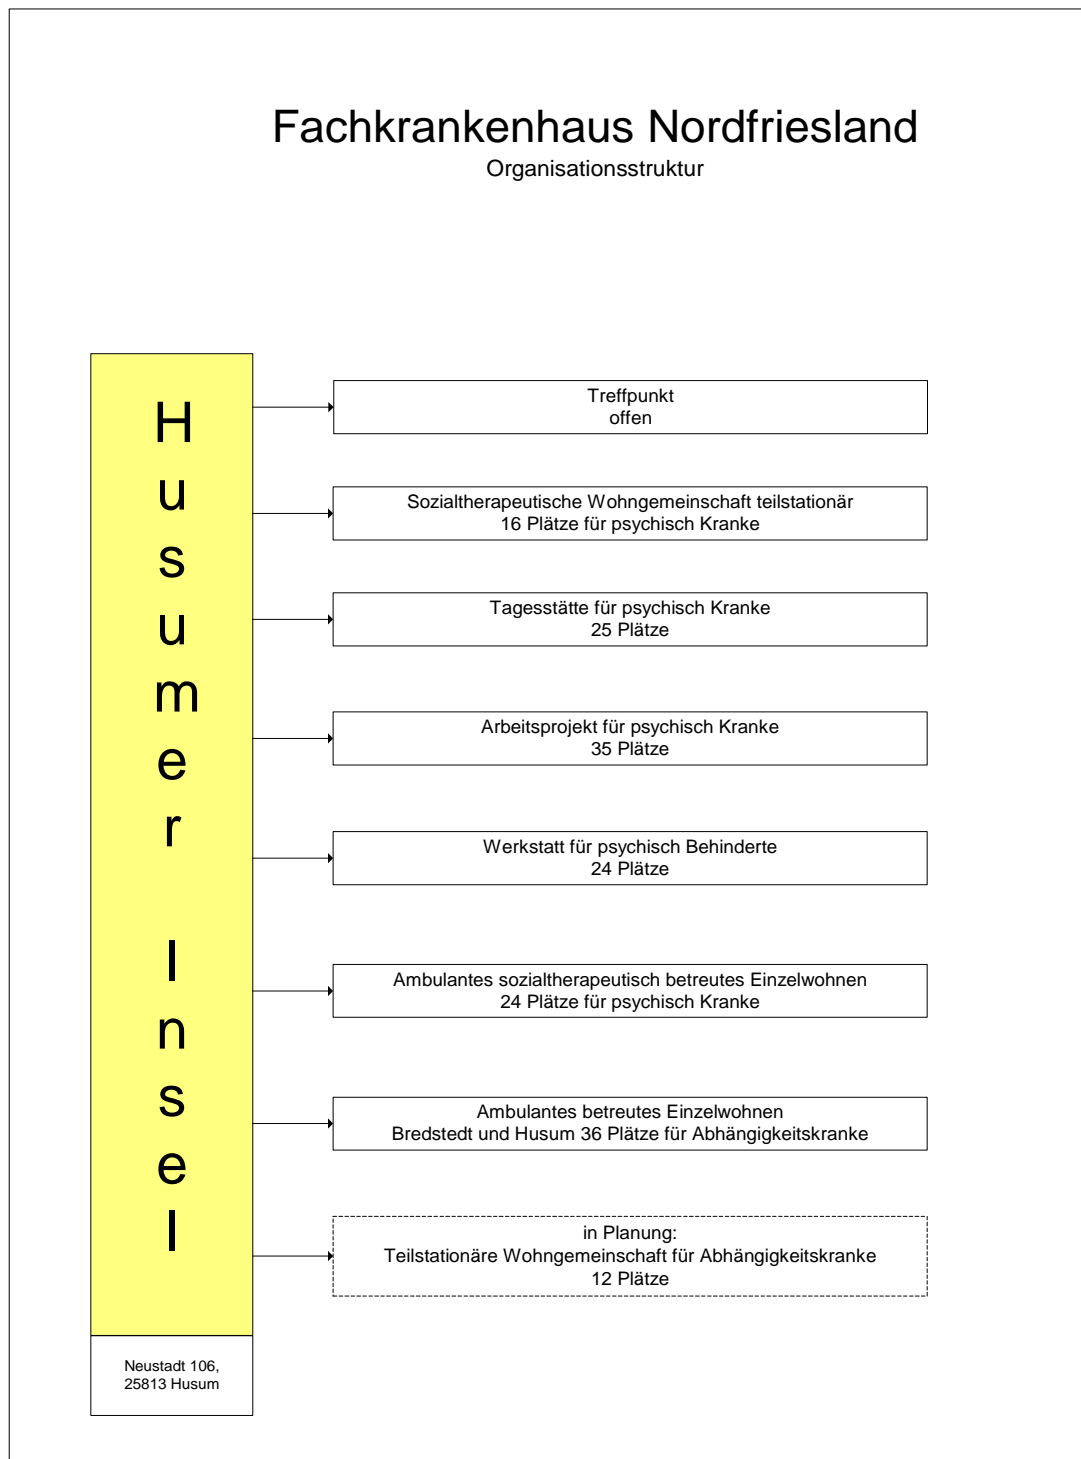 Fachkrankenhaus Nordfriesland
Organisationsstruktur
Husumer Insel
Treffpunkt
offen
Sozialtherapeutische Wohngemeinschaft teilstationär
16 Plätze für psychisch Kranke
Tagesstätte für psychisch Kranke
25 Plätze
Arbeitsprojekt für psychisch Kranke
35 Plätze
Werkstatt für psychisch Behinderte
24 Plätze
Ambulantes sozialtherapeutisch betreutes Einzelwohnen
24 Plätze für psychisch Kranke
Ambulantes betreutes Einzelwohnen
Bredstedt und Husum 36 Plätze für Abhängigkeitskranke
in Planung:
Teilstationäre Wohngemeinschaft für Abhängigkeitskranke
12 Plätze
Neustadt 106,
25813 Husum